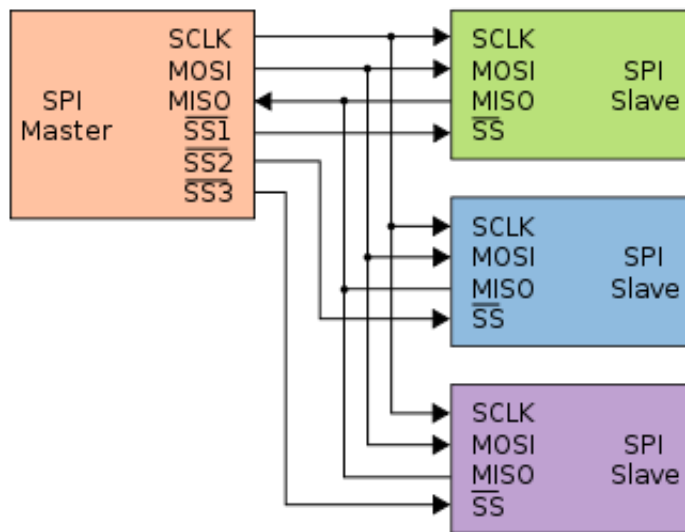 SCLK
MOSI
MISO
SS1
SS2
SS3
SPI
Master
SCLK
MOSI
MISO
SS
SPI
Slave
SCLK
MOSI
MISO
SS
SPI
Slave
SCLK
MOSI
MISO
SS
SPI
Slave